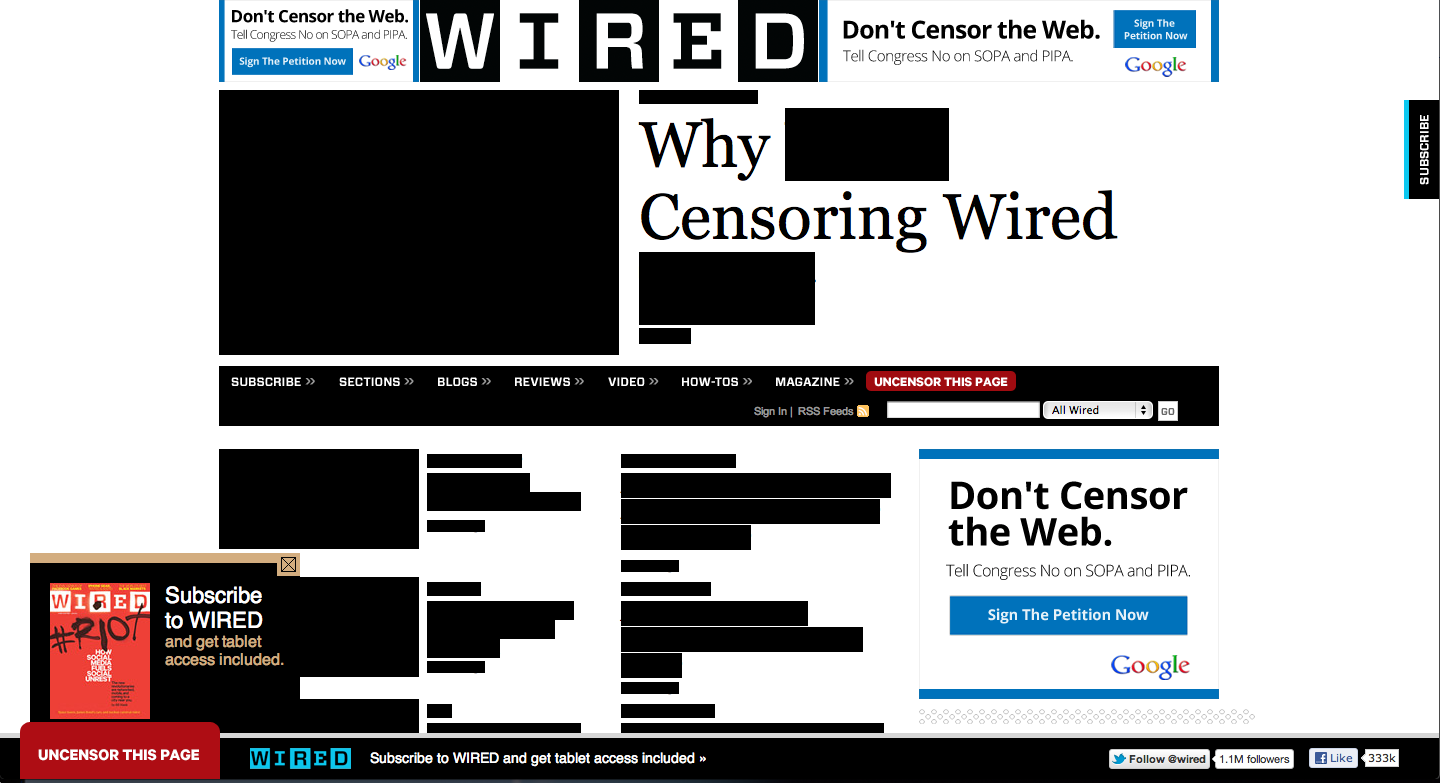 Don't Censor the Web.
Tell Congress No on SOPA and PIPA.
Sign The Petition Now
Google
WIRED
Don't Censor the Web.
Tell Congress No on SOPA and PIPA.
Sign The
Petition Now
Google
SUBSCRIBE
Why
Censoring Wired
SUBSCRIBE »
SECTIONS »
BLOGS »
REVIEWS »
VIDEO »
HOW-TOS »
MAGAZINE »
UNCENSOR THIS PAGE
Sign In | RSS Feeds
All Wired
GO
Don't Censor
the Web.
Tell Congress No on SOPA and PIPA.
Sign The Petition Now
Google
WIRED
#RIOT
HOW
SOCIAL
MEDIA
FUELS
SOCIAL
UNREST
Subscribe
to WIRED
and get tablet
access included.
UNCENSOR THIS PAGE
WIRED
Subscribe to WIRED and get tablet access included »
Follow @wired
1.1M followers
Like
333k